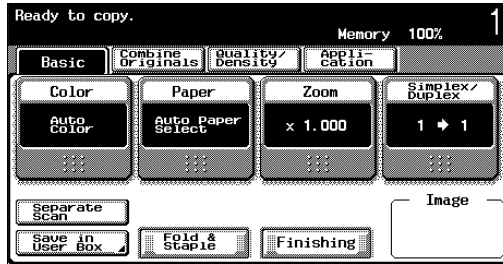 Ready to copy.
1
Memory 100%
Basic
Combine
Originals
Quality/
Density
Appli-
cation
Color
Paper
Zoom
Simplex/
Duplex
Auto
Color
Auto Paper
Select
x 1.000
1 ➔ 1
Separate
Scan
Image
Save in
User Box
Fold &
Staple
Finishing